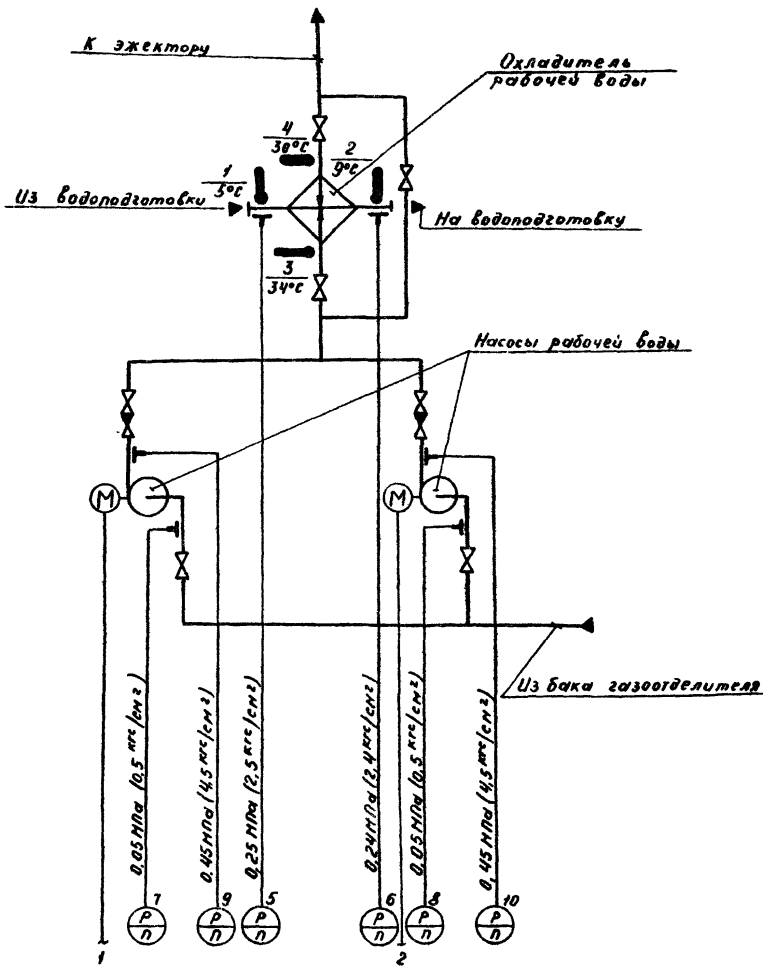 К эжектору
Охладитель
рабочей воды
4
30°С
2
9°С
1
5°С
Из водоподготовки
На водоподготовку
3
34°С
Насосы рабочей воды
М
М
Из бака газоотделителя
0,05 МПа (0,5 кгс/см²)
0,45 МПа (4,5 кгс/см²)
0,25 МПа (2,5 кгс/см²)
0,24 МПа (2,4 кгс/см²)
0,05 МПа (0,5 кгс/см²)
0,45 МПа (4,5 кгс/см²)
7
Р
п
9
Р
п
5
Р
п
6
Р
п
8
Р
п
10
Р
п
1
2